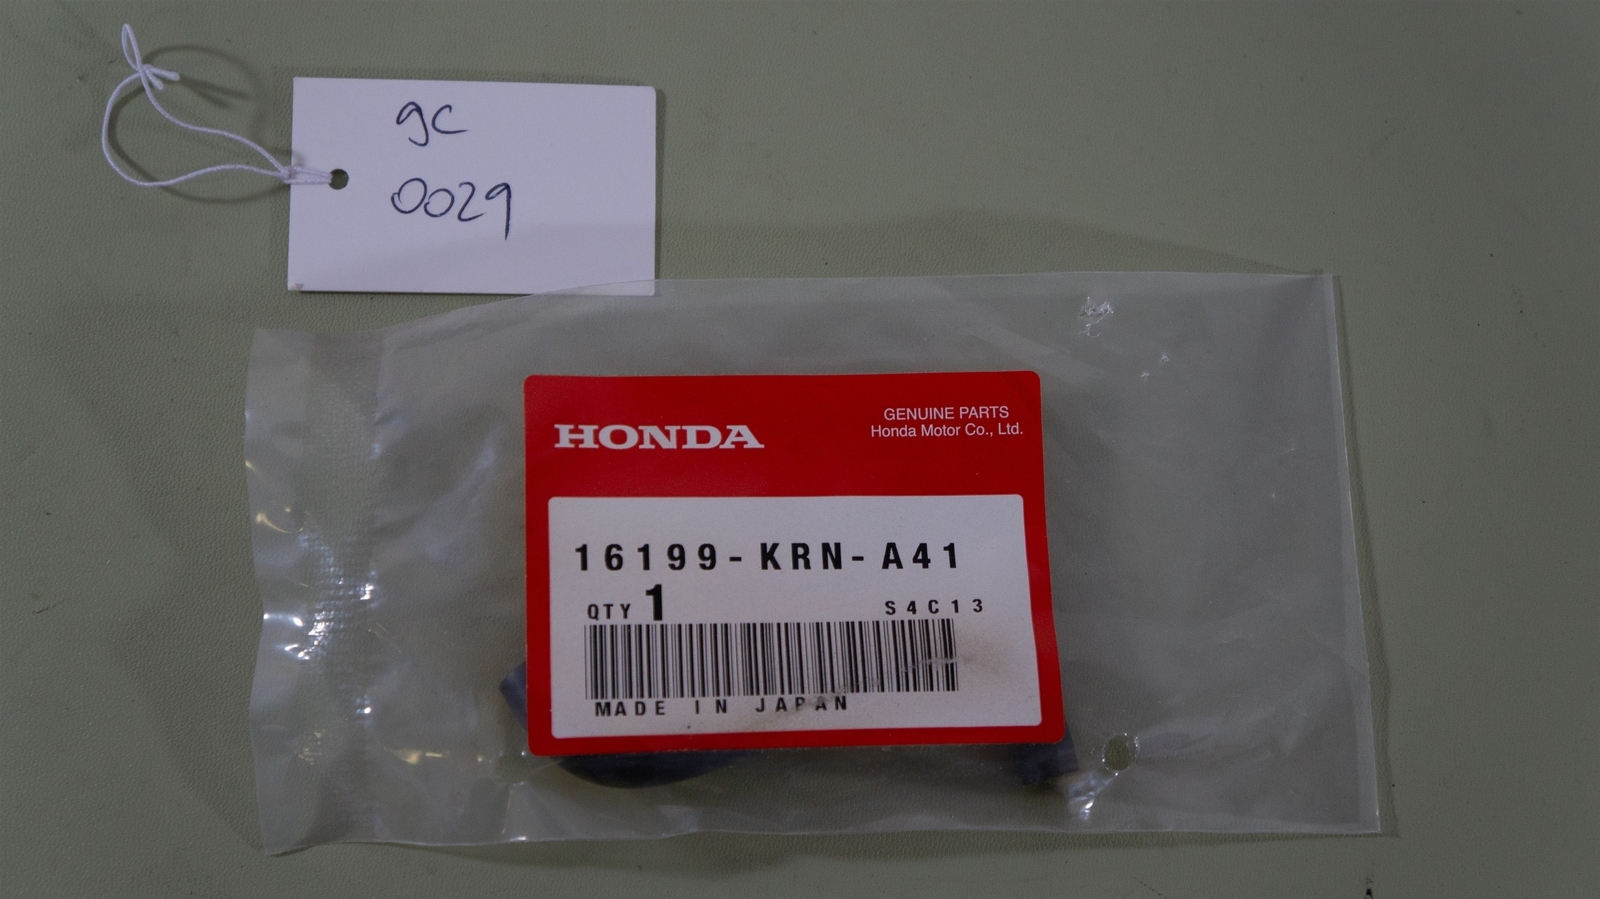 gc
0029
HONDA
GENUINE PARTS
Honda Motor Co., Ltd.
16199-KRN-A41
QTY 1 S4C13
MADE IN JAPAN